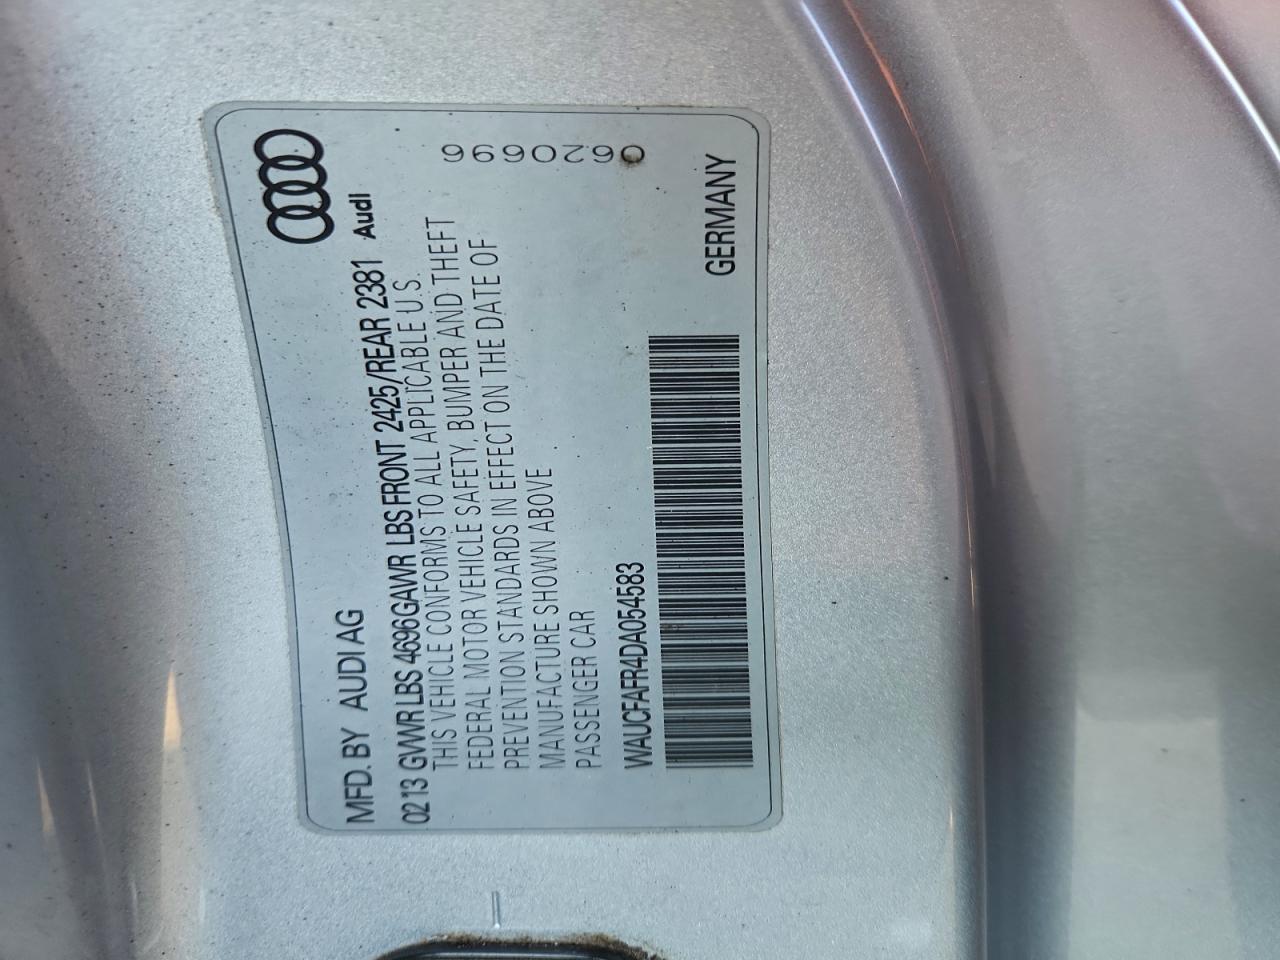 MFD. BY AUDI AG
0213 GVWR LBS 4696 GAWR LBS FRONT 2425/REAR 2381 Audi
THIS VEHICLE CONFORMS TO ALL APPLICABLE U.S.
FEDERAL MOTOR VEHICLE SAFETY, BUMPER AND THEFT
PREVENTION STANDARDS IN EFFECT ON THE DATE OF
MANUFACTURE SHOWN ABOVE .
PASSENGER CAR
0620696
WAUCFAFR4DA054583
GERMANY